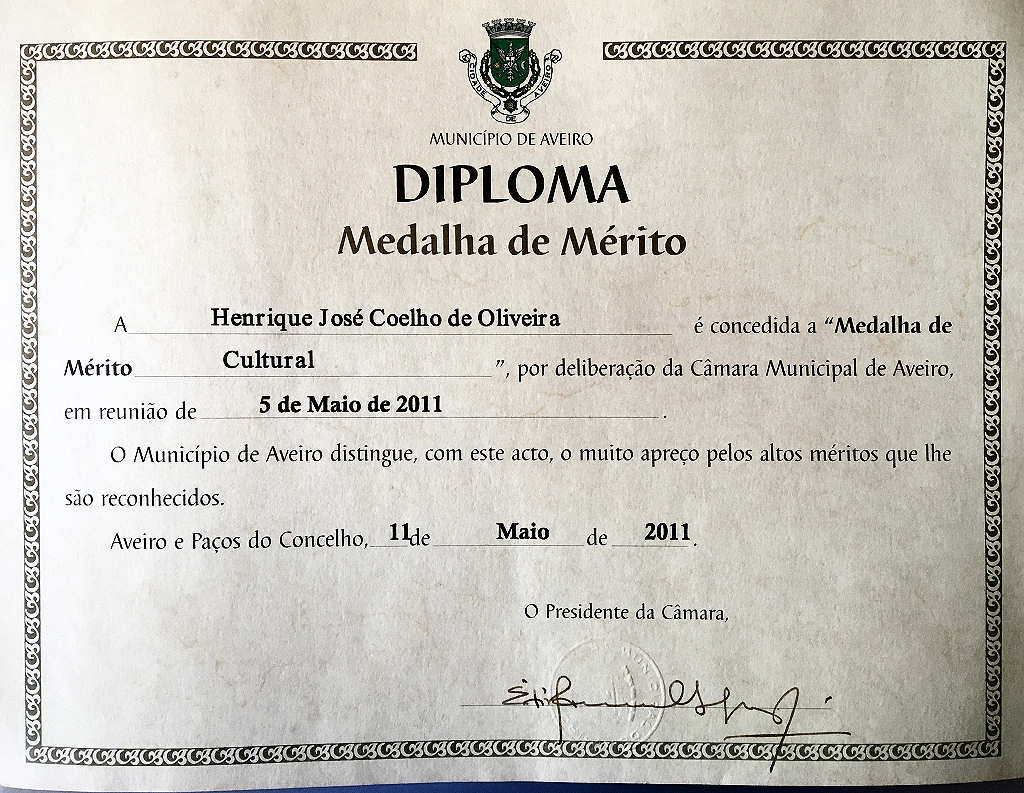 CIDADE DE AVEIRO
MUNICÍPIO DE AVEIRO
DIPLOMA
Medalha de Mérito
A Henrique José Coelho de Oliveira é concedida a “Medalha de
Mérito Cultural ”, por deliberação da Câmara Municipal de Aveiro,
em reunião de 5 de Maio de 2011 .
O Município de Aveiro distingue, com este acto, o muito apreço pelos altos méritos que lhe
são reconhecidos.
Aveiro e Paços do Concelho, 11 de Maio de 2011.
O Presidente da Câmara,